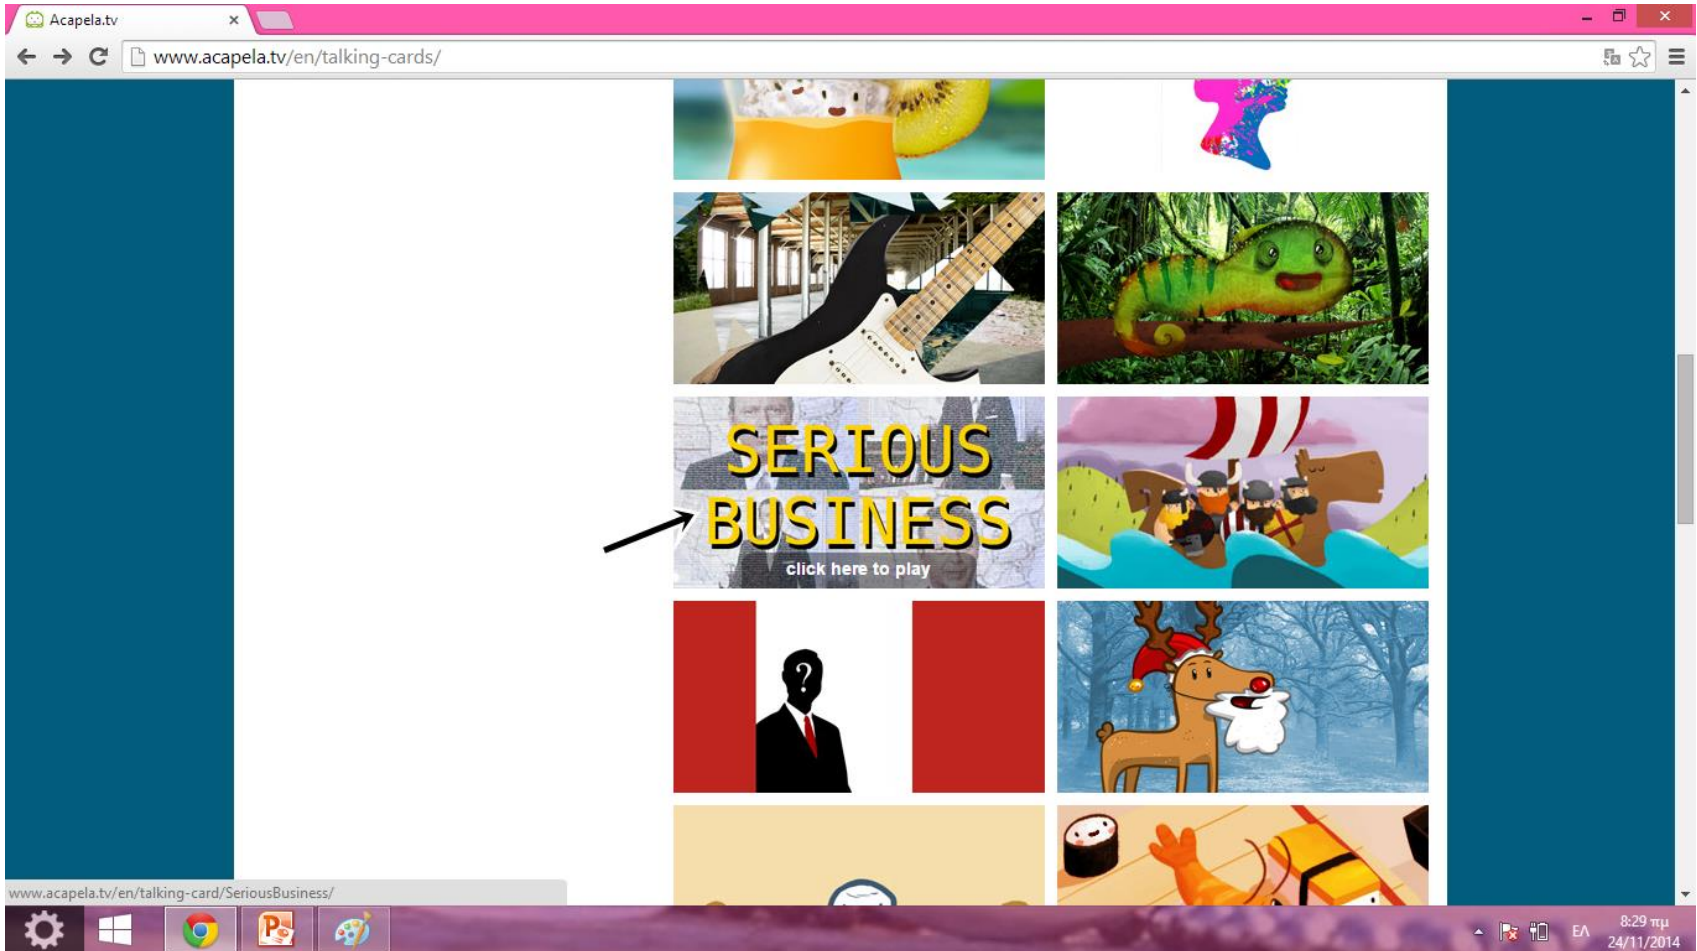 Acapela.tv
www.acapela.tv/en/talking-cards/
SERIOUS
BUSINESS
click here to play
?
www.acapela.tv/en/talking-card/SeriousBusiness/
ΕΛ
8:29 πμ
24/11/2014